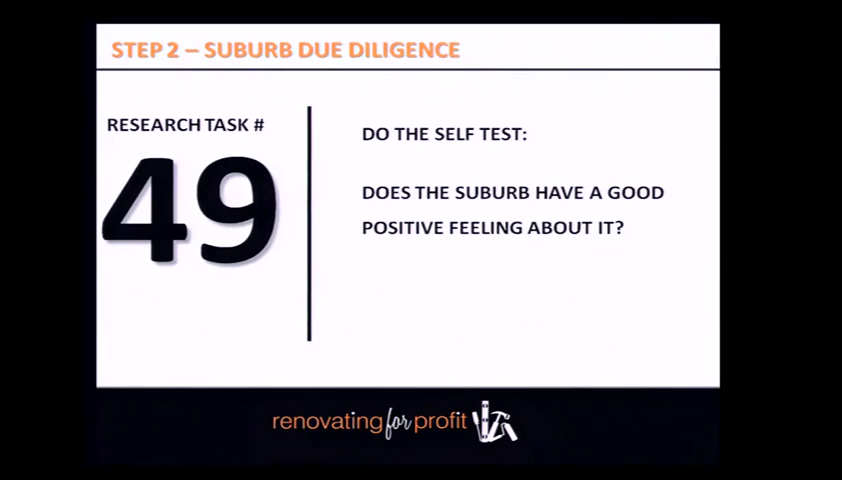 STEP 2 – SUBURB DUE DILIGENCE
RESEARCH TASK #
49
DO THE SELF TEST:
DOES THE SUBURB HAVE A GOOD
POSITIVE FEELING ABOUT IT?
renovating for profit